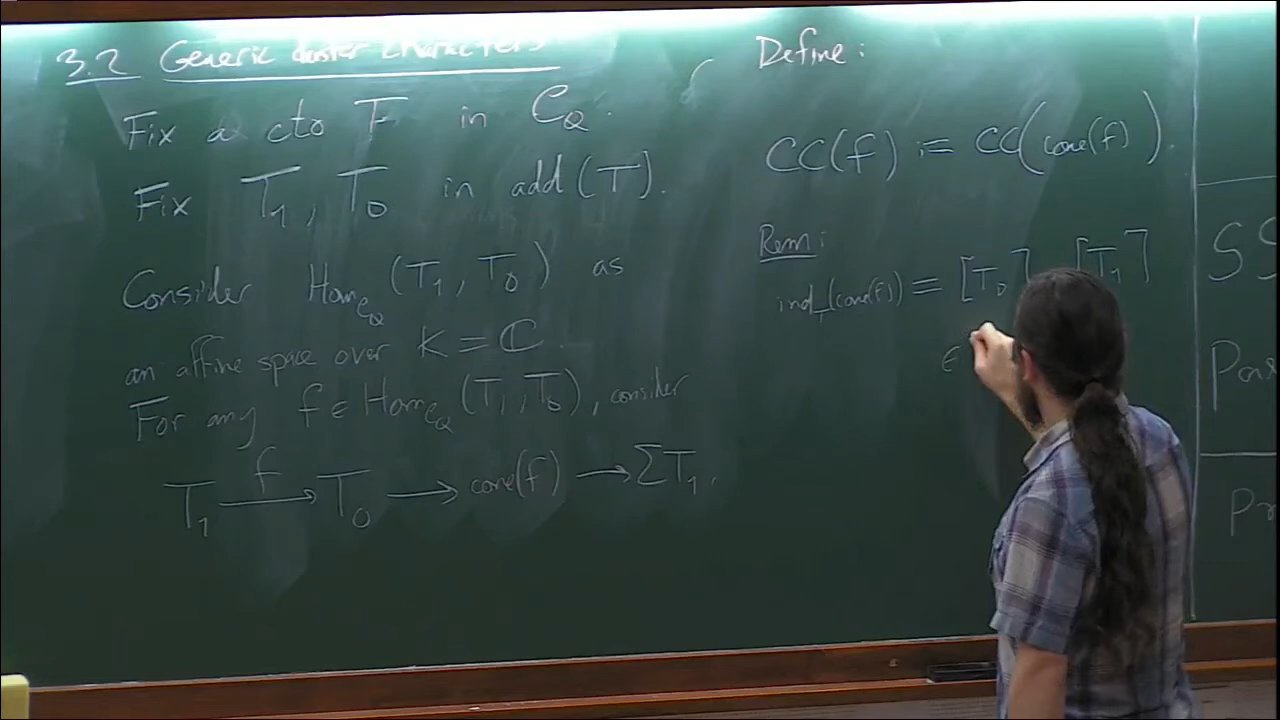 3.2 Generic cluster characters
Fix a cto T in C_Q.
Fix T_1, T_0 in add(T).
Consider Hom_{C_Q}(T_1, T_0) as
an affine space over K = ℂ.
For any f ∈ Hom_{C_Q}(T_1, T_0), consider
T_1 \xrightarrow{f} T_0 → cone(f) → ΣT_1.
Define:
CC(f) := CC(cone(f)).
Rem:
ind_T(cone(f)) = [T_0] [T_1]
∈